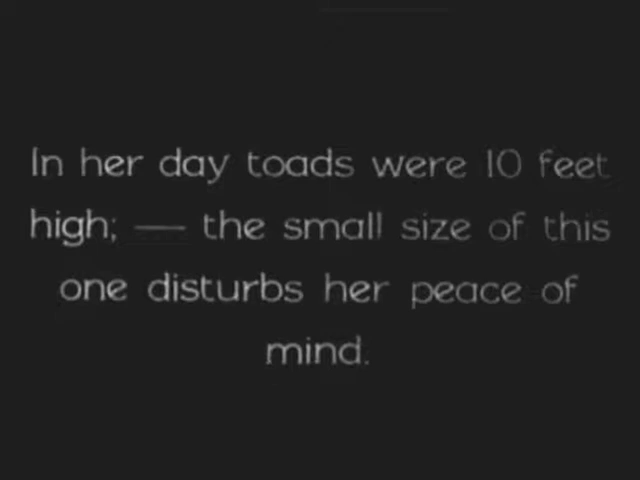 In her day toads were 10 feet
high; — the small size of this
one disturbs her peace of
mind.